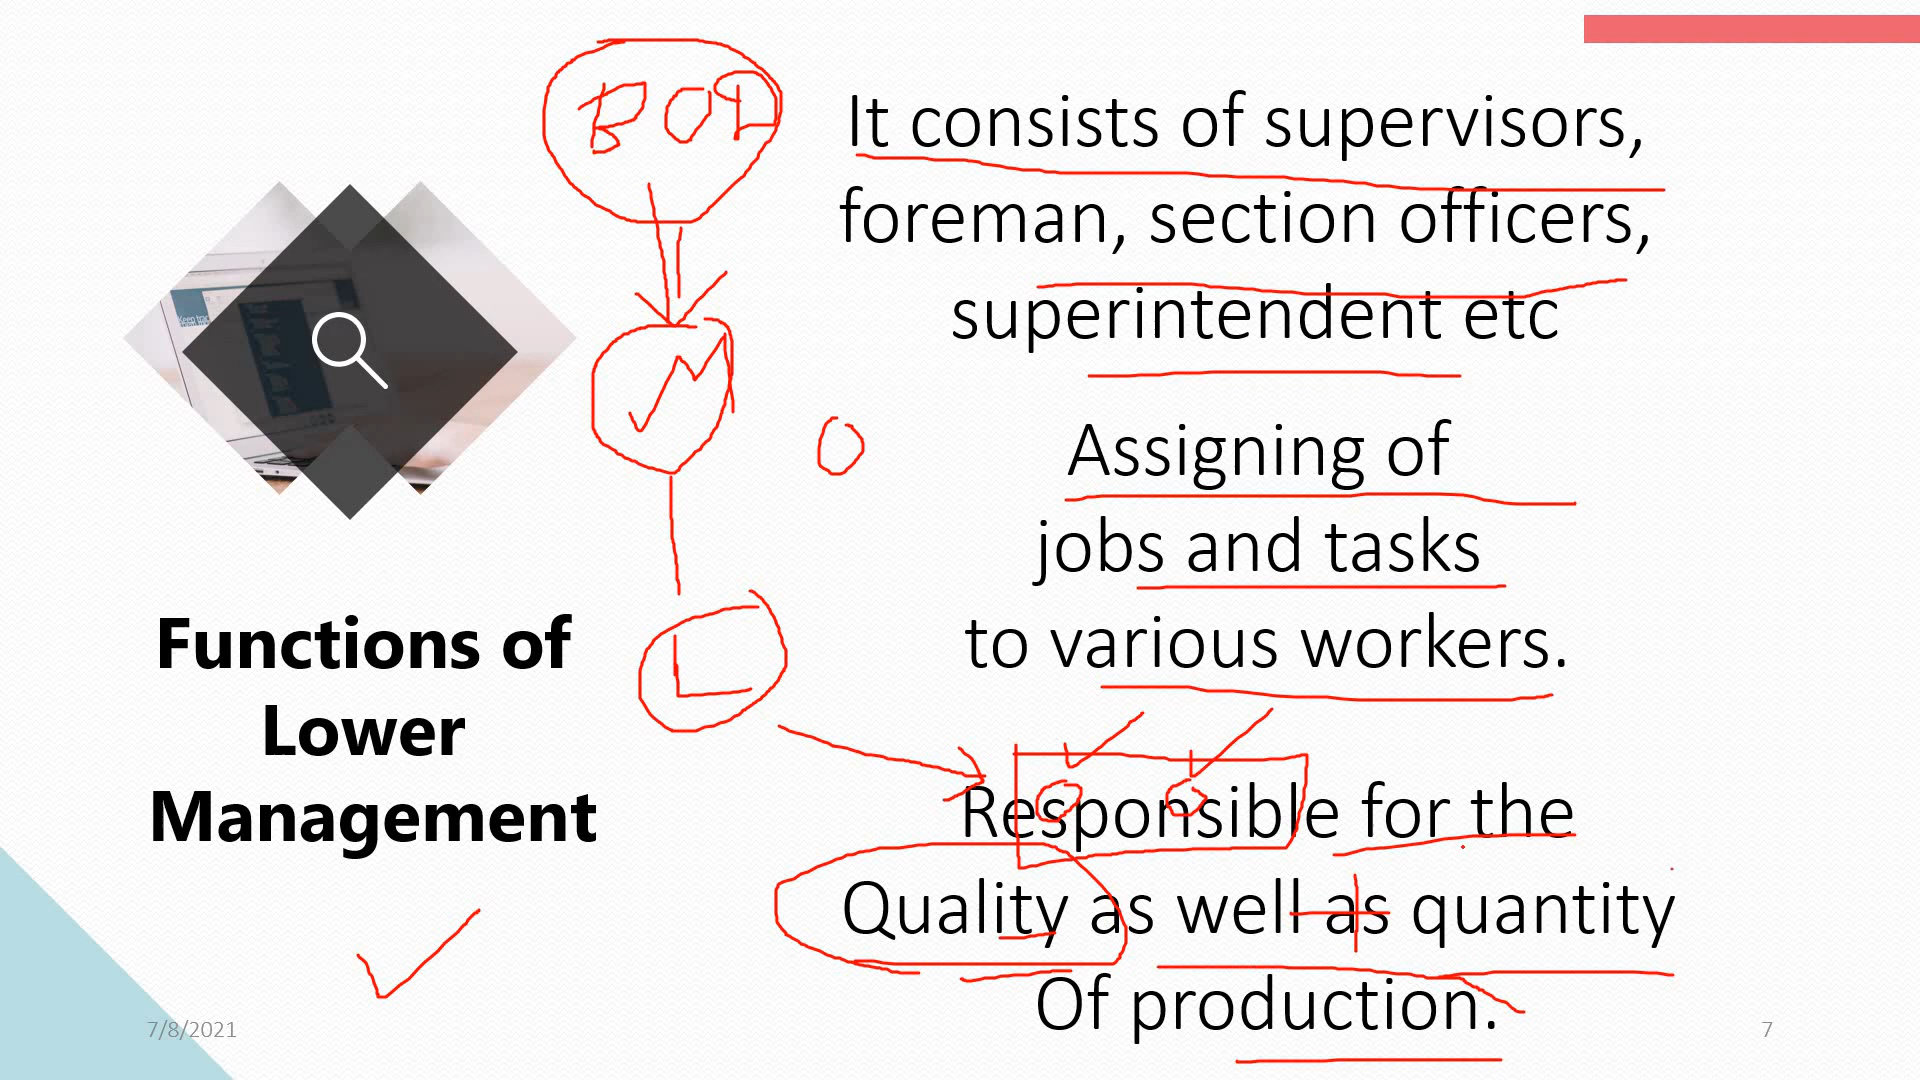 BOD
M
L
It consists of supervisors,
foreman, section officers,
superintendent etc
Assigning of
jobs and tasks
to various workers.
Responsible for the
Quality as well as quantity
Of production.
Functions of
Lower
Management
7/8/2021
7